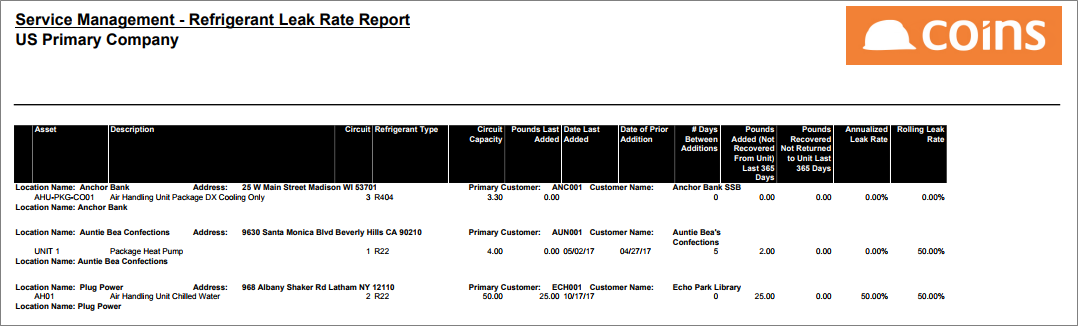 Service Management - Refrigerant Leak Rate Report
US Primary Company
coins
Asset Description Circuit Refrigerant Type Circuit Capacity Pounds Last Added Date Last Added Date of Prior Addition # Days Between Additions Pounds Added (Not Recovered From Unit) Last 365 Days Pounds Recovered Not Returned to Unit Last 365 Days Annualized Leak Rate Rolling Leak Rate
Location Name: Anchor Bank Address: 25 W Main Street Madison WI 53701 Primary Customer: ANC001 Customer Name: Anchor Bank SSB
AHU-PKG-CO01 Air Handling Unit Package DX Cooling Only 3 R404 3.30 0.00 0 0.00 0.00 0.00% 0.00%
Location Name: Anchor Bank
Location Name: Auntie Bea Confections Address: 9630 Santa Monica Blvd Beverly Hills CA 90210 Primary Customer: AUN001 Customer Name: Auntie Bea's Confections
UNIT 1 Package Heat Pump 1 R22 4.00 0.00 05/02/17 04/27/17 5 2.00 0.00 0.00% 50.00%
Location Name: Auntie Bea Confections
Location Name: Plug Power Address: 968 Albany Shaker Rd Latham NY 12110 Primary Customer: ECH001 Customer Name: Echo Park Library
AH01 Air Handling Unit Chilled Water 2 R22 50.00 25.00 10/17/17 0 25.00 0.00 50.00% 50.00%
Location Name: Plug Power